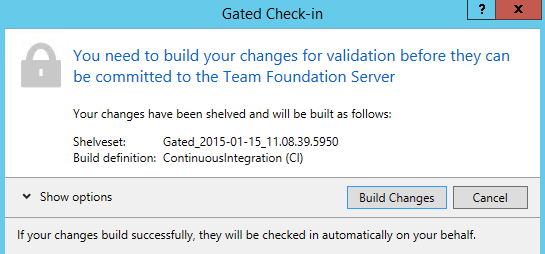 Gated Check-in
? x
You need to build your changes for validation before they can
be committed to the Team Foundation Server
Your changes have been shelved and will be built as follows:
Shelveset: Gated_2015-01-15_11.08.39.5950
Build definition: ContinuousIntegration (CI)
Show options Build Changes Cancel
If your changes build successfully, they will be checked in automatically on your behalf.